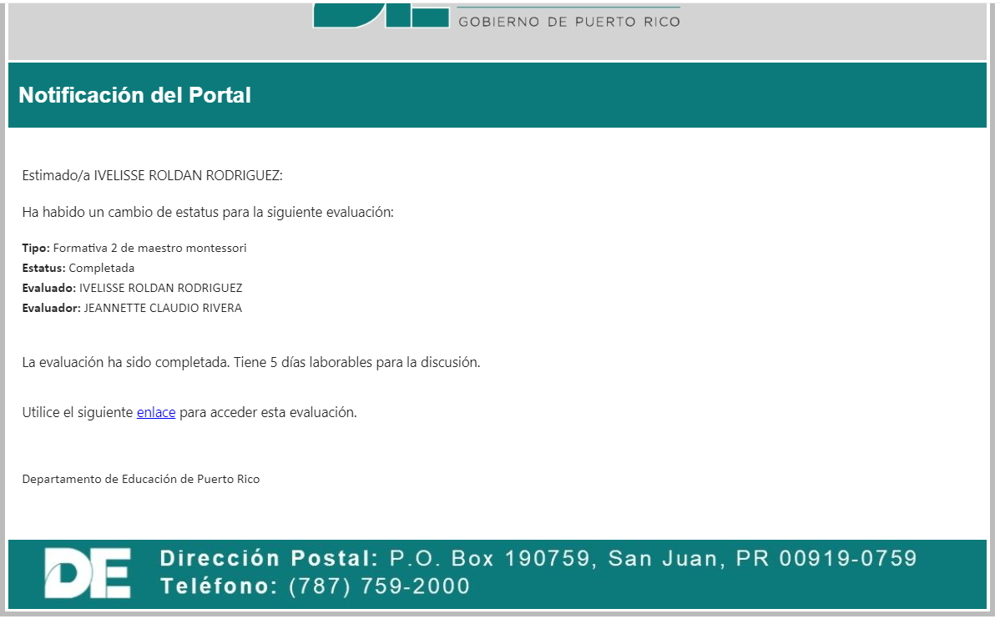 GOBIERNO DE PUERTO RICO
Notificación del Portal
Estimado/a IVELISSE ROLDAN RODRIGUEZ:
Ha habido un cambio de estatus para la siguiente evaluación:
Tipo: Formativa 2 de maestro montessori
Estatus: Completada
Evaluado: IVELISSE ROLDAN RODRIGUEZ
Evaluador: JEANNETTE CLAUDIO RIVERA
La evaluación ha sido completada. Tiene 5 días laborables para la discusión.
Utilice el siguiente enlace para acceder esta evaluación.
Departamento de Educación de Puerto Rico
DE
Dirección Postal: P.O. Box 190759, San Juan, PR 00919-0759
Teléfono: (787) 759-2000